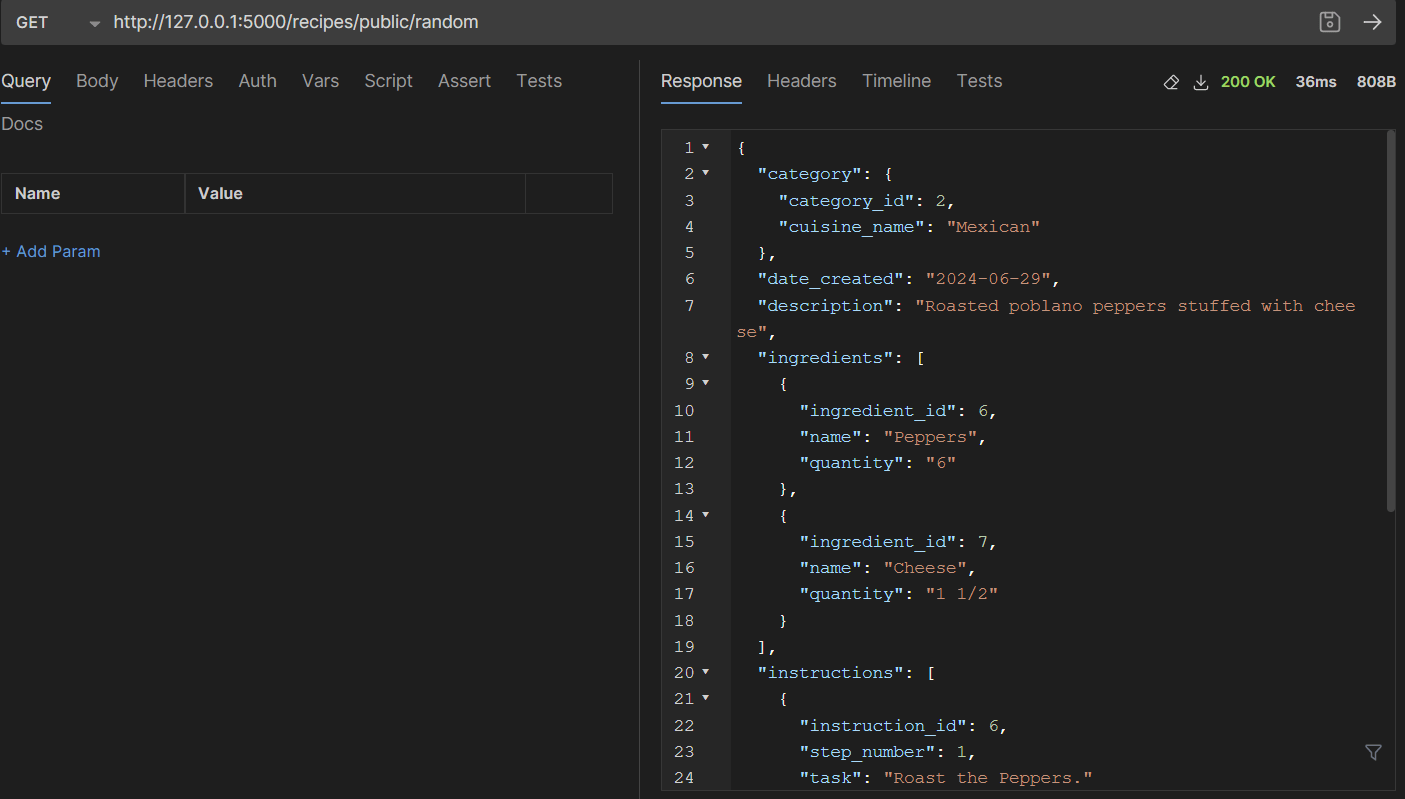 GET http://127.0.0.1:5000/recipes/public/random
Query Body Headers Auth Vars Script Assert Tests
Docs
Name Value
+ Add Param
Response Headers Timeline Tests 200 OK 36ms 808B
1 {
2 "category": {
3 "category_id": 2,
4 "cuisine_name": "Mexican"
5 },
6 "date_created": "2024-06-29",
7 "description": "Roasted poblano peppers stuffed with chee
se",
8 "ingredients": [
9 {
10 "ingredient_id": 6,
11 "name": "Peppers",
12 "quantity": "6"
13 },
14 {
15 "ingredient_id": 7,
16 "name": "Cheese",
17 "quantity": "1 1/2"
18 }
19 ],
20 "instructions": [
21 {
22 "instruction_id": 6,
23 "step_number": 1,
24 "task": "Roast the Peppers."